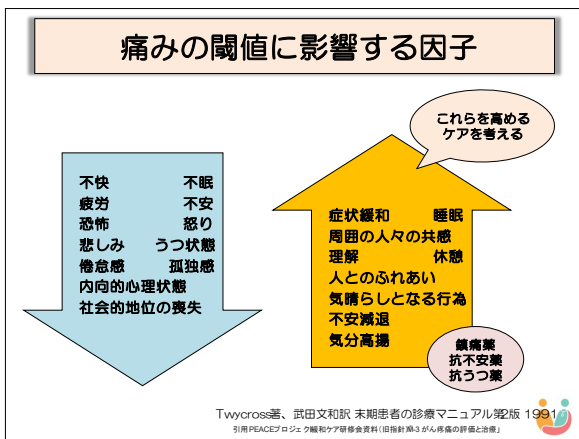 痛みの閾値に影響する因子
これらを高める
ケアを考える
不快 不眠
疲労 不安
恐怖 怒り
悲しみ うつ状態
倦怠感 孤独感
内向的心理状態
社会的地位の喪失
症状緩和 睡眠
周囲の人々の共感
理解 休憩
人とのふれあい
気晴らしとなる行為
不安減退
気分高揚
鎮痛薬
抗不安薬
抗うつ薬
Twycross著、武田文和訳 末期患者の診療マニュアル第2版 1991
引用PEACEプロジェクト緩和ケア研修会資料(旧指針)M-3 がん疼痛の評価と治療」